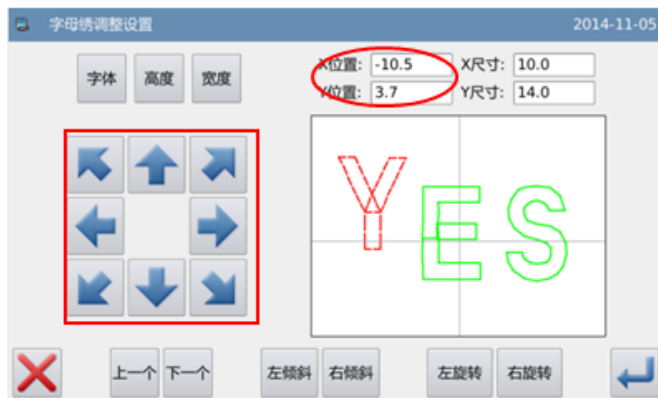 字母绣调整设置 2014-11-05
字体 高度 宽度
X位置: -10.5 X尺寸: 10.0
Y位置: 3.7 Y尺寸: 14.0
YES
上一个 下一个 左倾斜 右倾斜 左旋转 右旋转